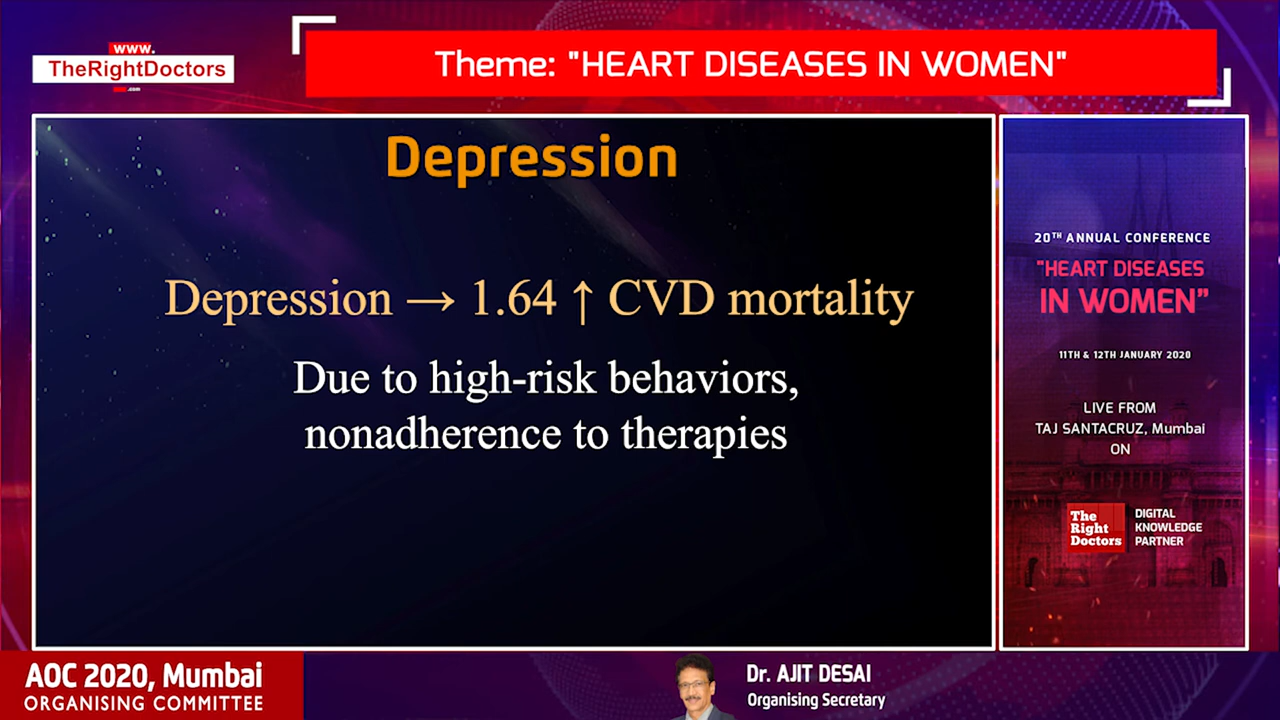 www.
TheRightDoctors
.com
Theme: "HEART DISEASES IN WOMEN"
Depression
Depression → 1.64 ↑ CVD mortality
Due to high-risk behaviors,
nonadherence to therapies
20TH ANNUAL CONFERENCE
"HEART DISEASES
IN WOMEN"
11TH & 12TH JANUARY 2020
LIVE FROM
TAJ SANTACRUZ, Mumbai
ON
The
Right
Doctors
DIGITAL
KNOWLEDGE
PARTNER
AOC 2020, Mumbai
ORGANISING COMMITTEE
Dr. AJIT DESAI
Organising Secretary